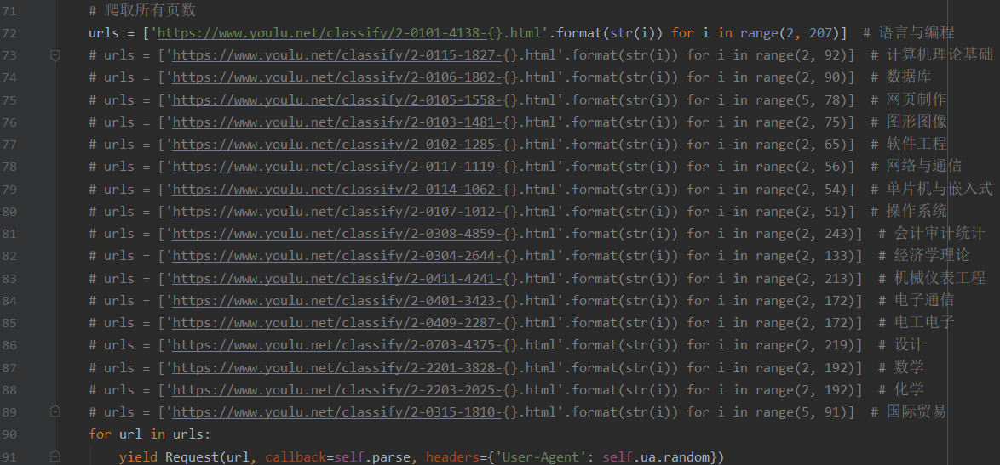 71 # 爬取所有页数
72 urls = ['https://www.youlu.net/classify/2-0101-4138-{}.html'.format(str(i)) for i in range(2, 207)] # 语言与编程
73 # urls = ['https://www.youlu.net/classify/2-0115-1827-{}.html'.format(str(i)) for i in range(2, 92)] # 计算机理论基础
74 # urls = ['https://www.youlu.net/classify/2-0106-1802-{}.html'.format(str(i)) for i in range(2, 90)] # 数据库
75 # urls = ['https://www.youlu.net/classify/2-0105-1558-{}.html'.format(str(i)) for i in range(5, 78)] # 网页制作
76 # urls = ['https://www.youlu.net/classify/2-0103-1481-{}.html'.format(str(i)) for i in range(2, 75)] # 图形图像
77 # urls = ['https://www.youlu.net/classify/2-0102-1285-{}.html'.format(str(i)) for i in range(2, 65)] # 软件工程
78 # urls = ['https://www.youlu.net/classify/2-0117-1119-{}.html'.format(str(i)) for i in range(2, 56)] # 网络与通信
79 # urls = ['https://www.youlu.net/classify/2-0114-1062-{}.html'.format(str(i)) for i in range(2, 54)] # 单片机与嵌入式
80 # urls = ['https://www.youlu.net/classify/2-0107-1012-{}.html'.format(str(i)) for i in range(2, 51)] # 操作系统
81 # urls = ['https://www.youlu.net/classify/2-0308-4859-{}.html'.format(str(i)) for i in range(2, 243)] # 会计审计统计
82 # urls = ['https://www.youlu.net/classify/2-0304-2644-{}.html'.format(str(i)) for i in range(2, 133)] # 经济学理论
83 # urls = ['https://www.youlu.net/classify/2-0411-4241-{}.html'.format(str(i)) for i in range(2, 213)] # 机械仪表工程
84 # urls = ['https://www.youlu.net/classify/2-0401-3423-{}.html'.format(str(i)) for i in range(2, 172)] # 电子通信
85 # urls = ['https://www.youlu.net/classify/2-0409-2287-{}.html'.format(str(i)) for i in range(2, 172)] # 电工电子
86 # urls = ['https://www.youlu.net/classify/2-0703-4375-{}.html'.format(str(i)) for i in range(2, 219)] # 设计
87 # urls = ['https://www.youlu.net/classify/2-2201-3828-{}.html'.format(str(i)) for i in range(2, 192)] # 数学
88 # urls = ['https://www.youlu.net/classify/2-2203-2025-{}.html'.format(str(i)) for i in range(2, 192)] # 化学
89 # urls = ['https://www.youlu.net/classify/2-0315-1810-{}.html'.format(str(i)) for i in range(5, 91)] # 国际贸易
90 for url in urls:
91 yield Request(url, callback=self.parse, headers={'User-Agent': self.ua.random})